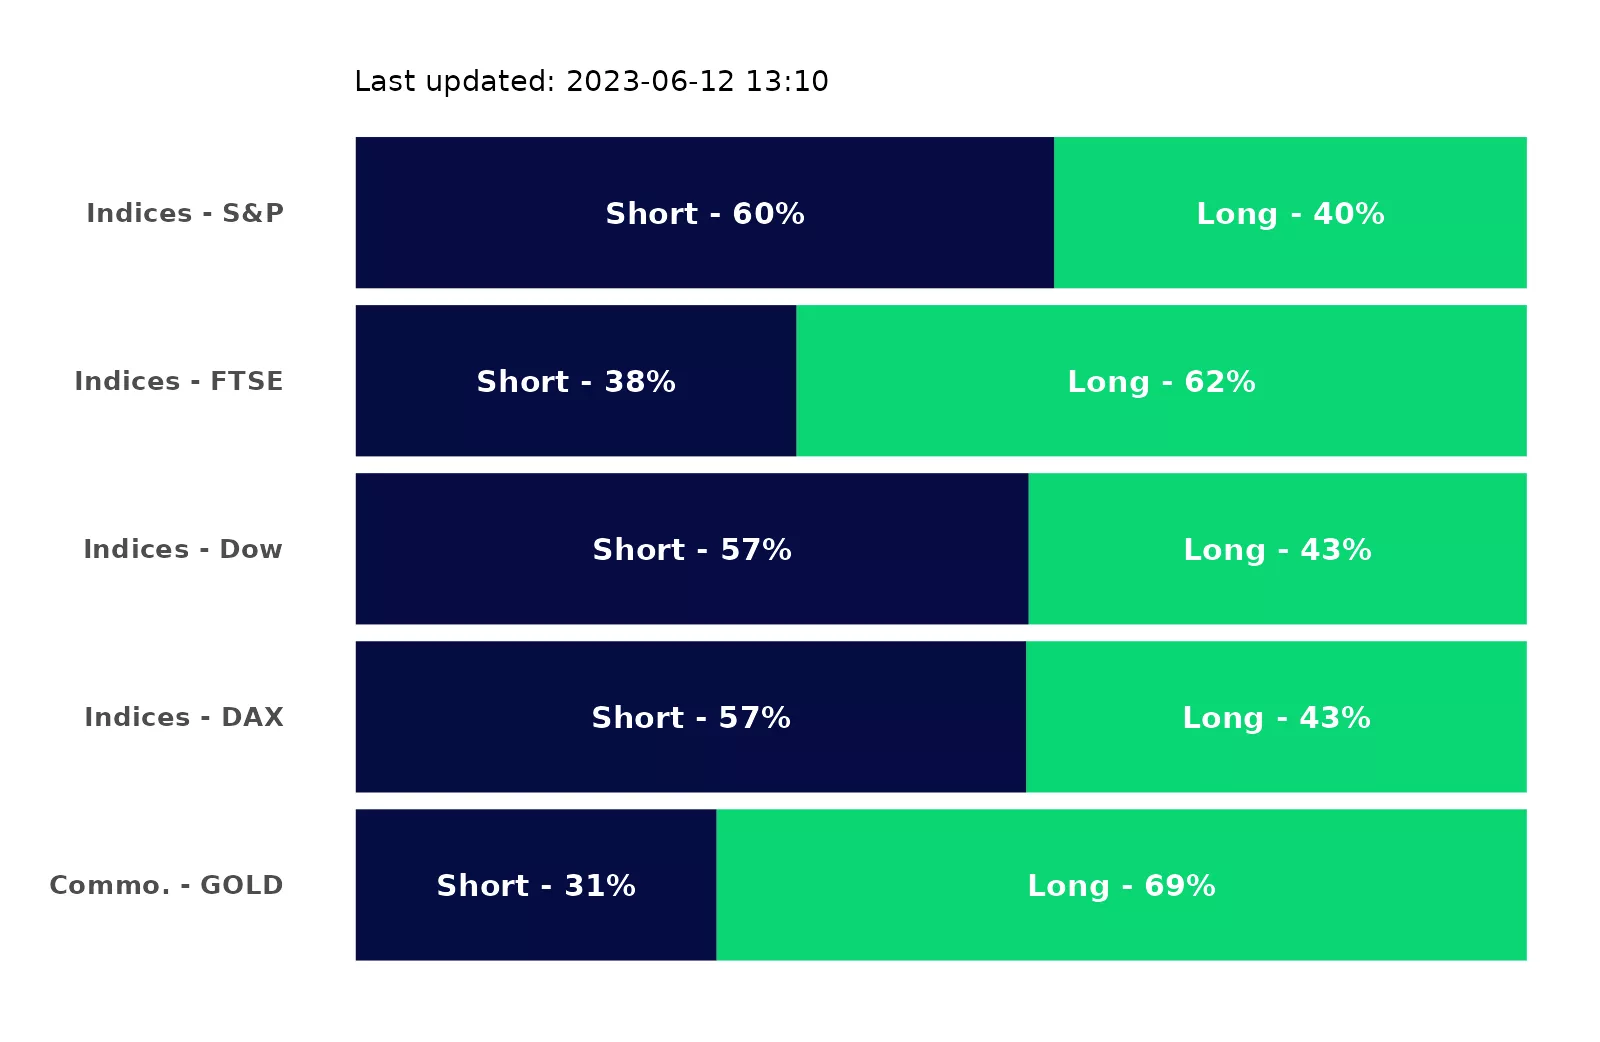 Last updated: 2023-06-12 13:10
Indices - S&P Short - 60% Long - 40%
Indices - FTSE Short - 38% Long - 62%
Indices - Dow Short - 57% Long - 43%
Indices - DAX Short - 57% Long - 43%
Commo. - GOLD Short - 31% Long - 69%